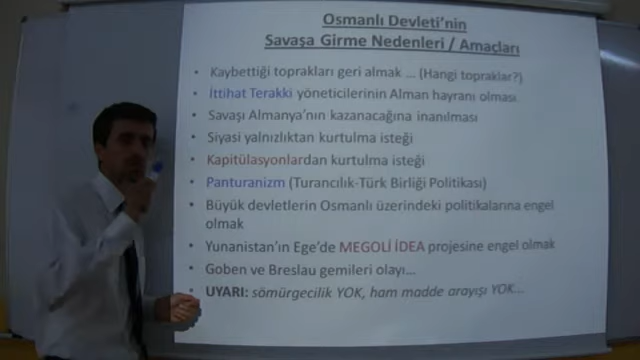 Osmanlı Devleti'nin
Savaşa Girme Nedenleri / Amaçları
• Kaybettiği toprakları geri almak ... (Hangi topraklar?)
• İttihat Terakki yöneticilerinin Alman hayranı olması
• Savaşı Almanya'nın kazanacağına inanılması
• Siyasi yalnızlıktan kurtulma isteği
• Kapitülasyonlardan kurtulma isteği
• Panturanizm (Turancılık-Türk Birliği Politikası)
• Büyük devletlerin Osmanlı üzerindeki politikalarına engel
olmak
• Yunanistan'ın Ege'de MEGOLİ İDEA projesine engel olmak
• Goben ve Breslau gemileri olayı...
• UYARI: sömürgecilik YOK, ham madde arayışı YOK...